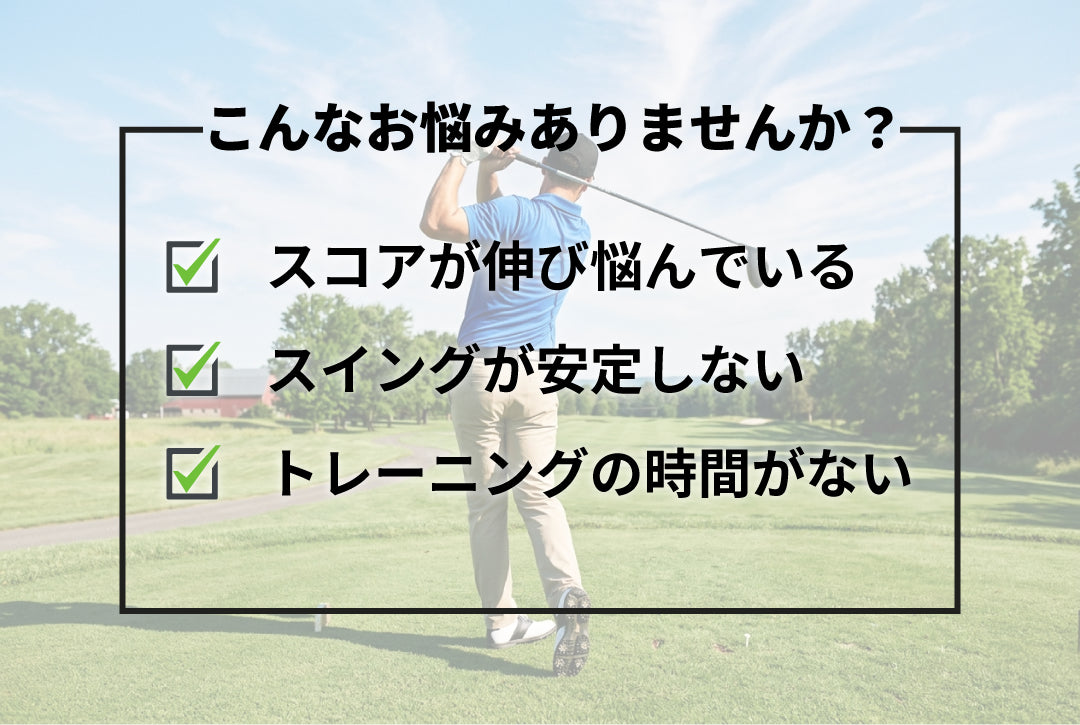 こんなお悩みありませんか？
スコアが伸び悩んでいる
スイングが安定しない
トレーニングの時間がない